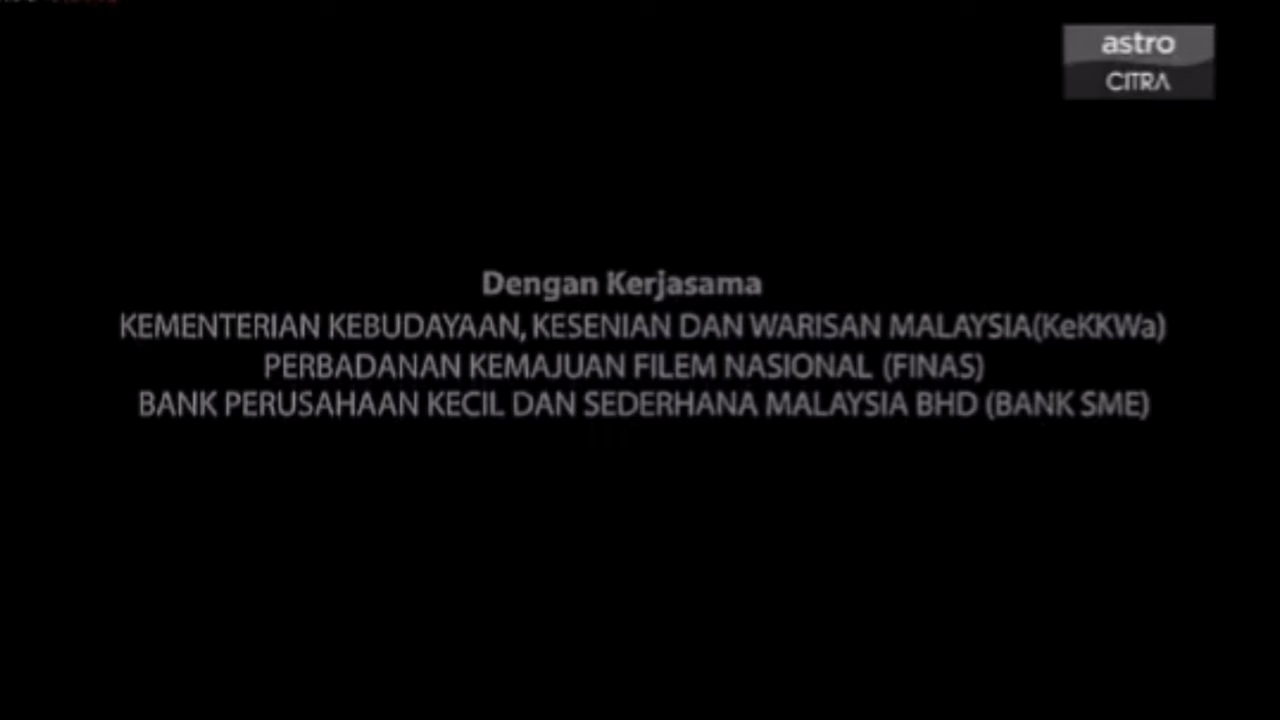 astro
CITRA
Dengan Kerjasama
KEMENTERIAN KEBUDAYAAN, KESENIAN DAN WARISAN MALAYSIA(KeKKWa)
PERBADANAN KEMAJUAN FILEM NASIONAL (FINAS)
BANK PERUSAHAAN KECIL DAN SEDERHANA MALAYSIA BHD (BANK SME)